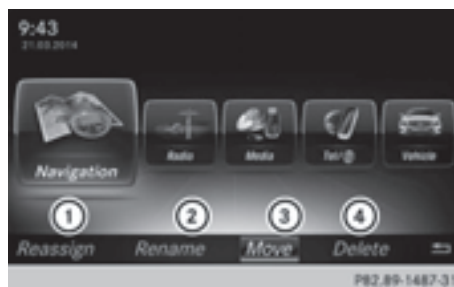 9:43
21.03.2014
Navigation
Radio
Media
Tel/@
Vehicle
1
2
3
4
Reassign
Rename
Move
Delete
P82.89-1487-31